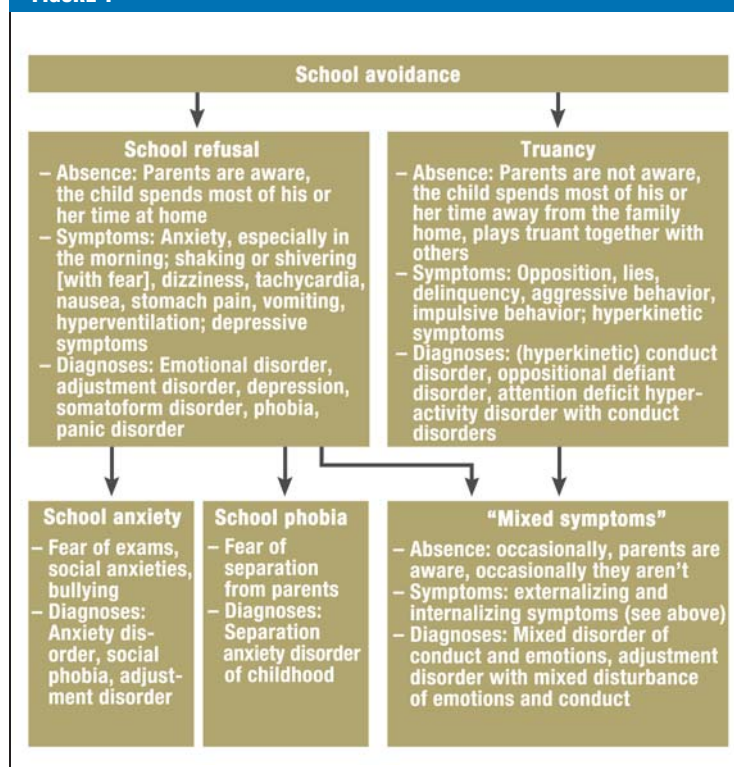 School avoidance
School refusal
– Absence: Parents are aware,
the child spends most of his or
her time at home
– Symptoms: Anxiety, especially in
the morning; shaking or shivering
[with fear], dizziness, tachycardia,
nausea, stomach pain, vomiting,
hyperventilation; depressive
symptoms
– Diagnoses: Emotional disorder,
adjustment disorder, depression,
somatoform disorder, phobia,
panic disorder
Truancy
– Absence: Parents are not aware,
the child spends most of his or
her time away from the family
home, plays truant together with
others
– Symptoms: Opposition, lies,
delinquency, aggressive behavior,
impulsive behavior; hyperkinetic
symptoms
– Diagnoses: (hyperkinetic) conduct
disorder, oppositional defiant
disorder, attention deficit hyper-
activity disorder with conduct
disorders
School anxiety
– Fear of exams,
social anxieties,
bullying
– Diagnoses:
Anxiety dis-
order, social
phobia, adjust-
ment disorder
School phobia
– Fear of
separation
from parents
– Diagnoses:
Separation
anxiety disorder
of childhood
“Mixed symptoms”
– Absence: occasionally, parents are
aware, occasionally they aren’t
– Symptoms: externalizing and
internalizing symptoms (see above)
– Diagnoses: Mixed disorder of
conduct and emotions, adjustment
disorder with mixed disturbance
of emotions and conduct